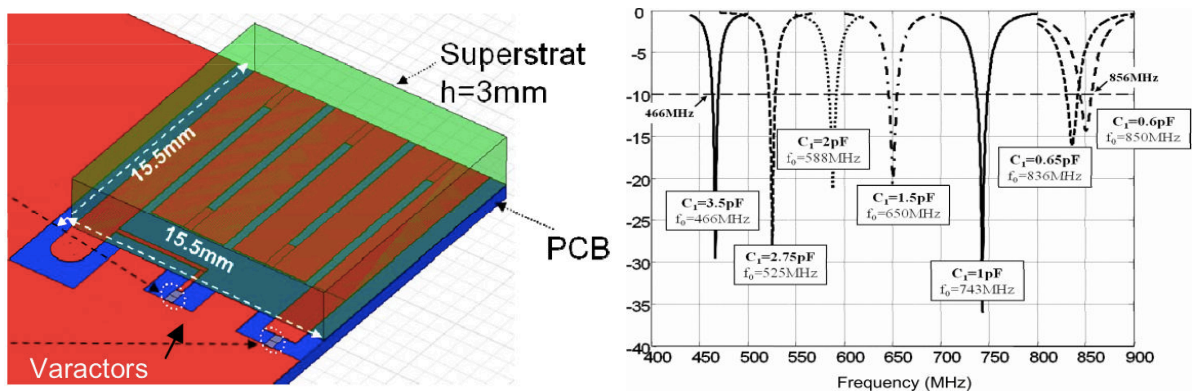 Superstrat
h=3mm
15.5mm
15.5mm
PCB
Varactors
0
-5
-10
-15
-20
-25
-30
-35
-40
400 450 500 550 600 650 700 750 800 850 900
Frequency (MHz)
466MHz
856MHz
C₁=3.5pF
f₀=466MHz
C₁=2.75pF
f₀=525MHz
C₁=2pF
f₀=588MHz
C₁=1.5pF
f₀=650MHz
C₁=1pF
f₀=743MHz
C₁=0.65pF
f₀=836MHz
C₁=0.6pF
f₀=850MHz